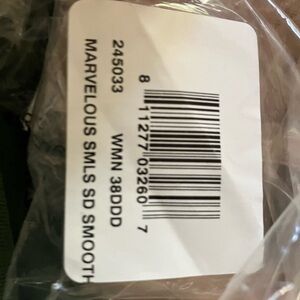 8 11277 03260 7
245033 WMN 38DDD
MARVELOUS SMLS SD SMOOTH